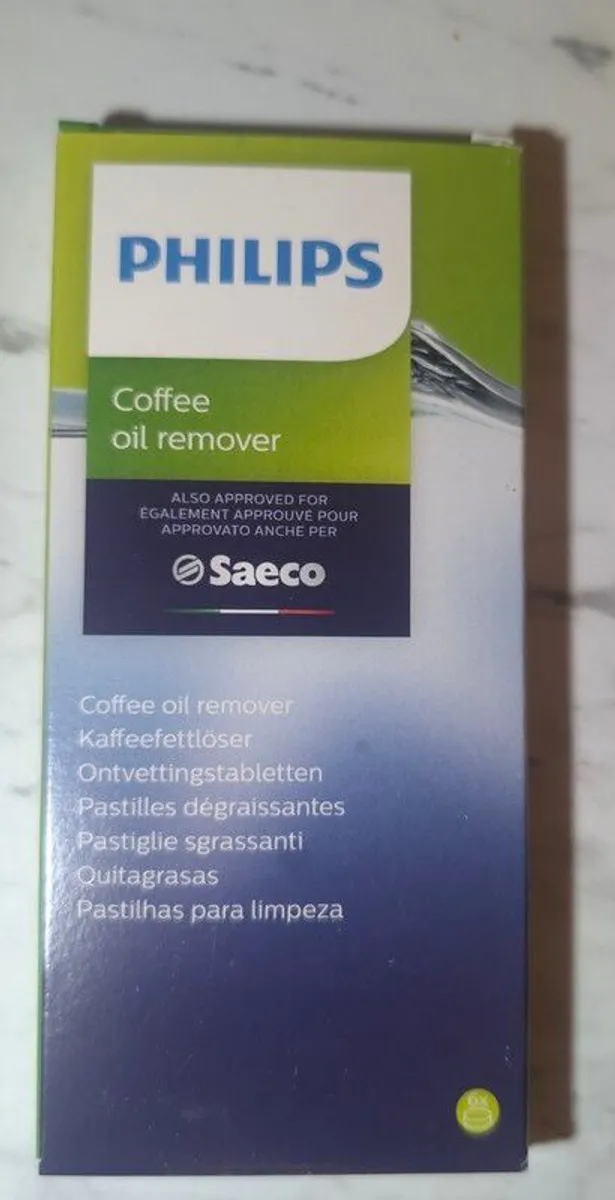 PHILIPS
Coffee
oil remover
ALSO APPROVED FOR
ÉGALEMENT APPROUVÉ POUR
APPROVATO ANCHE PER
Saeco
Coffee oil remover
Kaffeefettlöser
Ontvettingstabletten
Pastilles dégraissantes
Pastiglie sgrassanti
Quitagrasas
Pastilhas para limpeza
6x